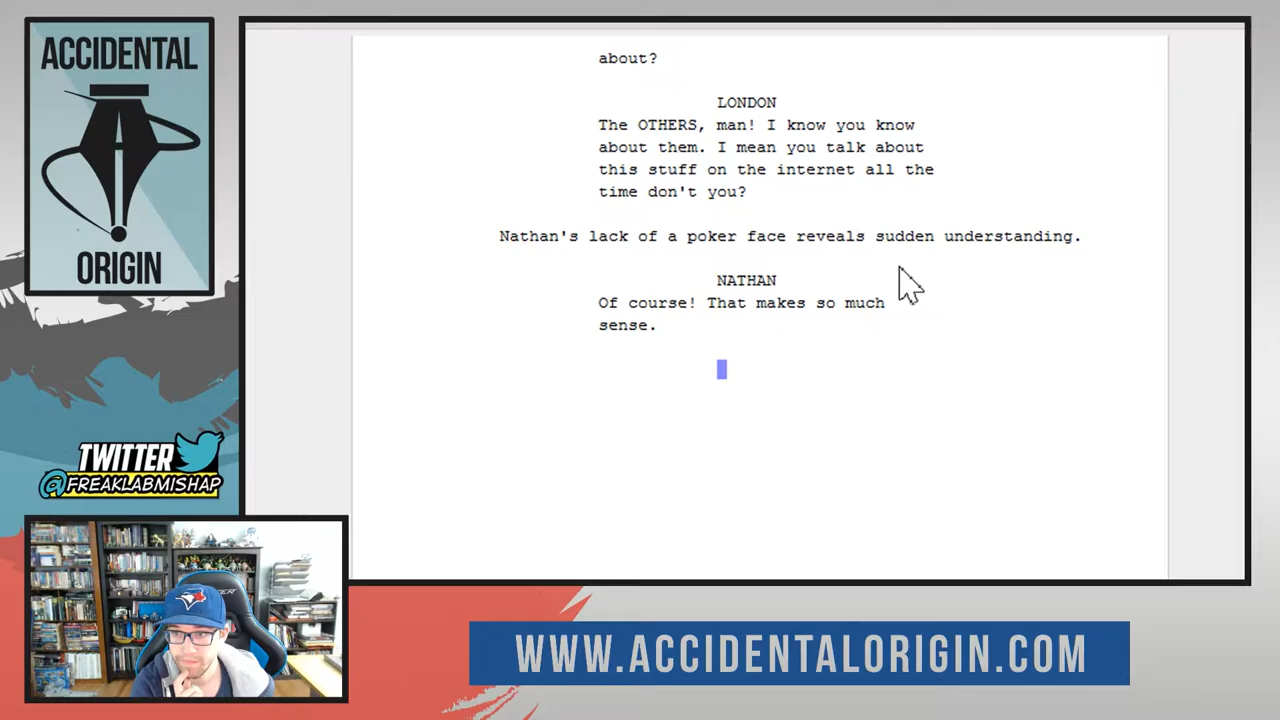 ACCIDENTAL
ORIGIN
about?
LONDON
The OTHERS, man! I know you know
about them. I mean you talk about
this stuff on the internet all the
time don't you?
Nathan's lack of a poker face reveals sudden understanding.
NATHAN
Of course! That makes so much
sense.
TWITTER
@FREAKLABMISHAP
WWW.ACCIDENTALORIGIN.COM